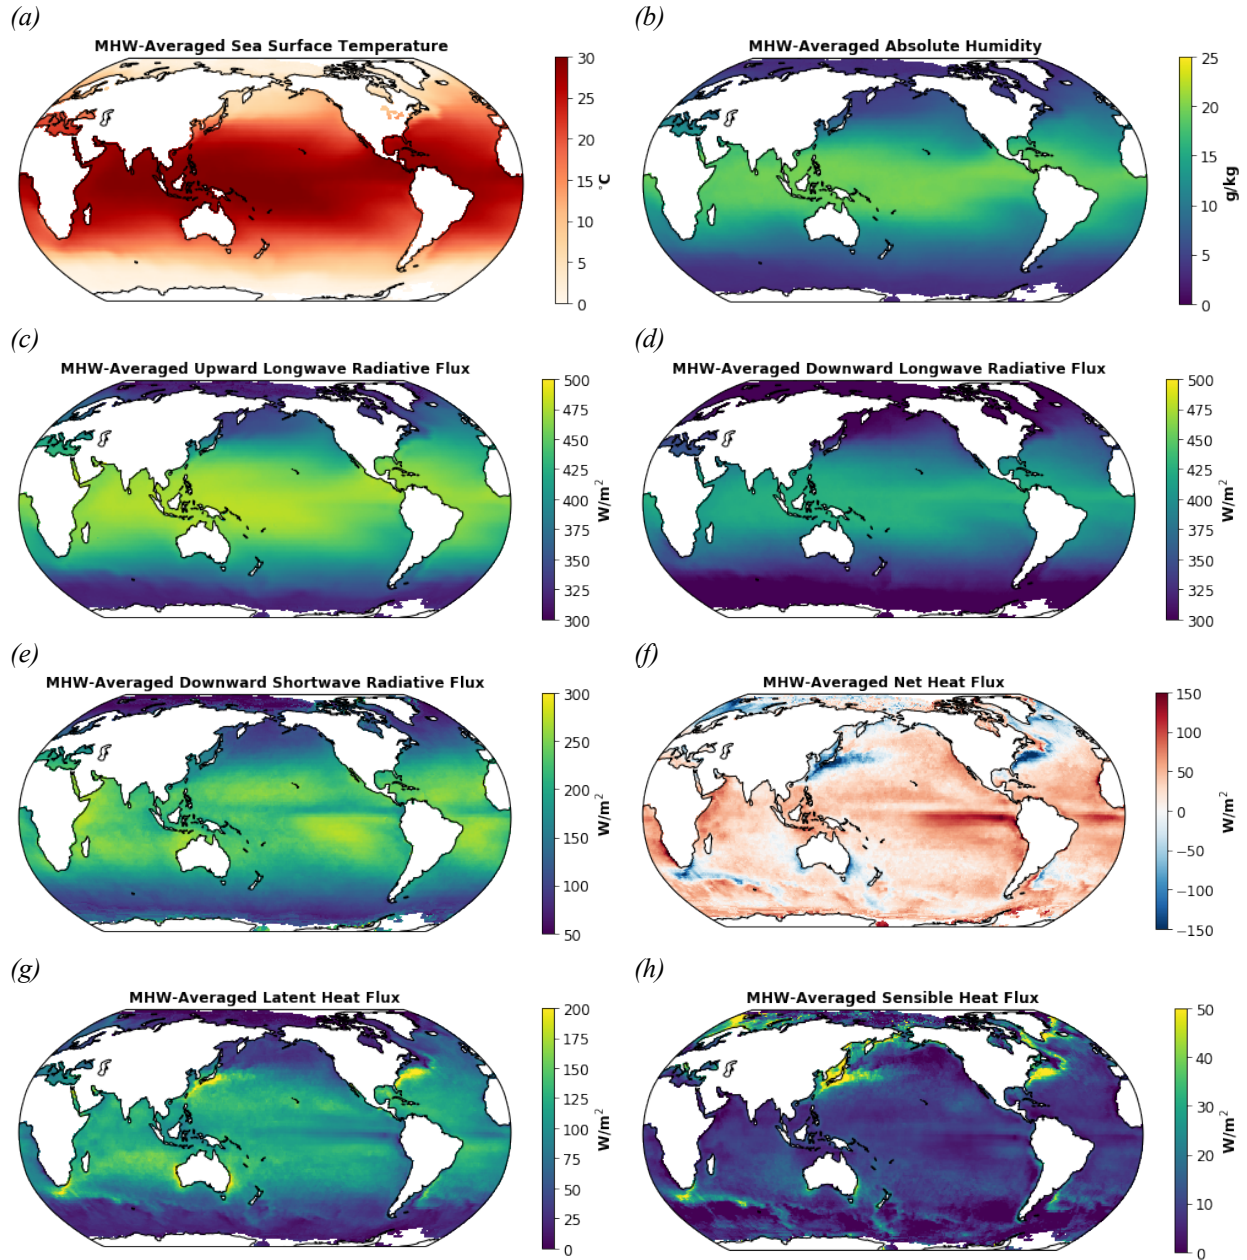 (a)
MHW-Averaged Sea Surface Temperature
30
25
20
15
10
5
0
°C
(b)
MHW-Averaged Absolute Humidity
25
20
15
10
5
0
g/kg
(c)
MHW-Averaged Upward Longwave Radiative Flux
500
475
450
425
400
375
350
325
300
W/m²
(d)
MHW-Averaged Downward Longwave Radiative Flux
500
475
450
425
400
375
350
325
300
W/m²
(e)
MHW-Averaged Downward Shortwave Radiative Flux
300
250
200
150
100
50
W/m²
(f)
MHW-Averaged Net Heat Flux
150
100
50
0
−50
−100
−150
W/m²
(g)
MHW-Averaged Latent Heat Flux
200
175
150
125
100
75
50
25
0
W/m²
(h)
MHW-Averaged Sensible Heat Flux
50
40
30
20
10
0
W/m²